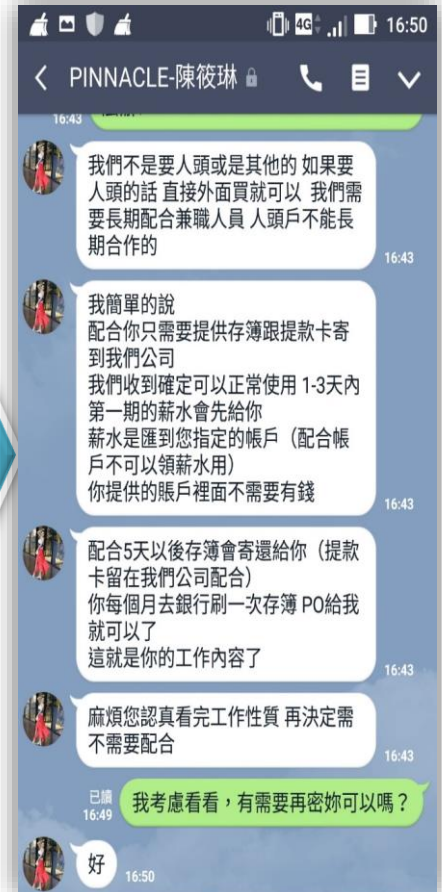 4G 16:50
PINNACLE-陳筱琳
16:43
我們不是要人頭或是其他的 如果要
人頭的話 直接外面買就可以 我們需
要長期配合兼職人員 人頭戶不能長
期合作的
16:43
我簡單的說
配合你只需要提供存簿跟提款卡寄
到我們公司
我們收到確定可以正常使用 1-3天內
第一期的薪水會先給你
薪水是匯到您指定的帳戶（配合帳
戶不可以領薪水用）
你提供的賬戶裡面不需要有錢
16:43
配合5天以後存簿會寄還給你（提款
卡留在我們公司配合）
你每個月去銀行刷一次存簿 PO給我
就可以了
這就是你的工作內容了
16:43
麻煩您認真看完工作性質 再決定需
不需要配合
16:43
已讀
16:49
我考慮看看，有需要再密妳可以嗎？
好
16:50